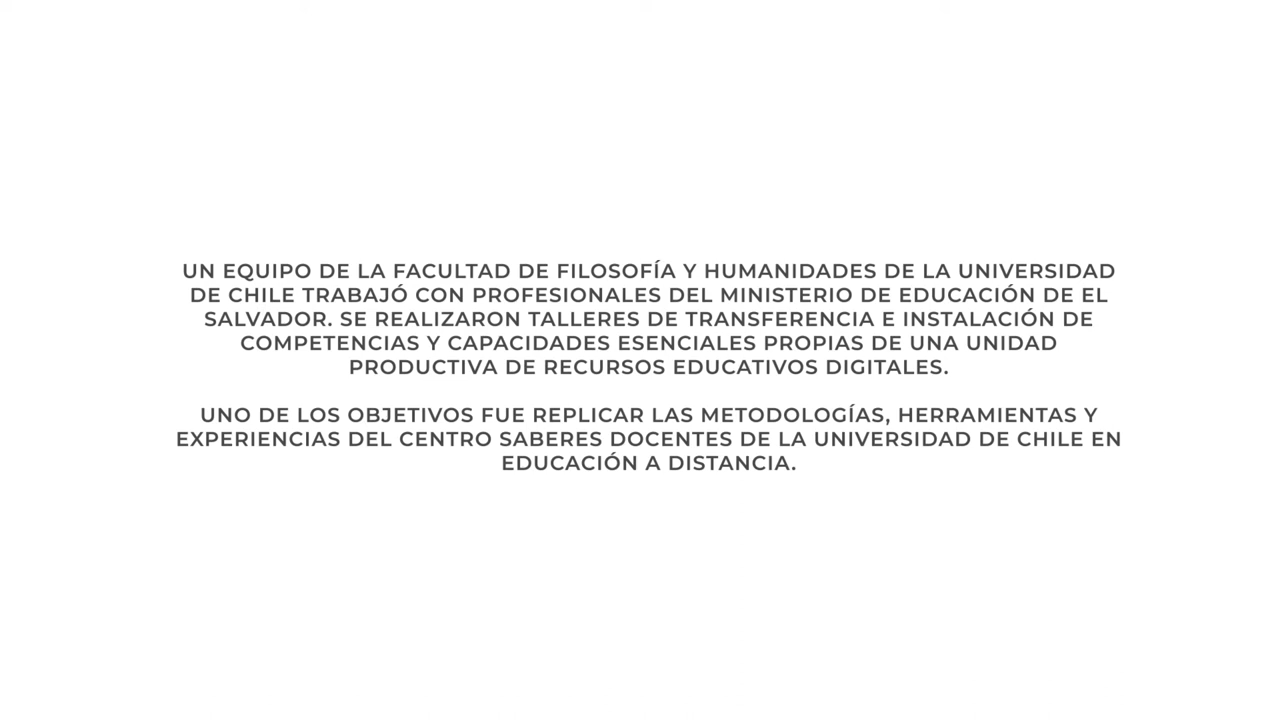 UN EQUIPO DE LA FACULTAD DE FILOSOFÍA Y HUMANIDADES DE LA UNIVERSIDAD
DE CHILE TRABAJÓ CON PROFESIONALES DEL MINISTERIO DE EDUCACIÓN DE EL
SALVADOR. SE REALIZARON TALLERES DE TRANSFERENCIA E INSTALACIÓN DE
COMPETENCIAS Y CAPACIDADES ESENCIALES PROPIAS DE UNA UNIDAD
PRODUCTIVA DE RECURSOS EDUCATIVOS DIGITALES.
UNO DE LOS OBJETIVOS FUE REPLICAR LAS METODOLOGÍAS, HERRAMIENTAS Y
EXPERIENCIAS DEL CENTRO SABERES DOCENTES DE LA UNIVERSIDAD DE CHILE EN
EDUCACIÓN A DISTANCIA.